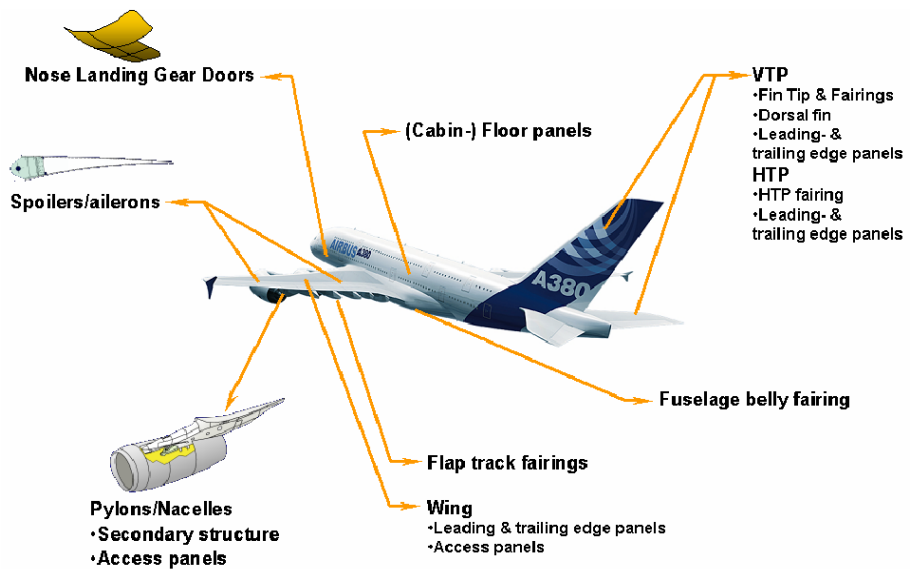 Nose Landing Gear Doors
(Cabin-) Floor panels
VTP
•Fin Tip & Fairings
•Dorsal fin
•Leading- &
trailing edge panels
HTP
•HTP fairing
•Leading- &
trailing edge panels
Spoilers/ailerons
AIRBUS A380
A380
Fuselage belly fairing
Flap track fairings
Wing
•Leading & trailing edge panels
•Access panels
Pylons/Nacelles
•Secondary structure
•Access panels